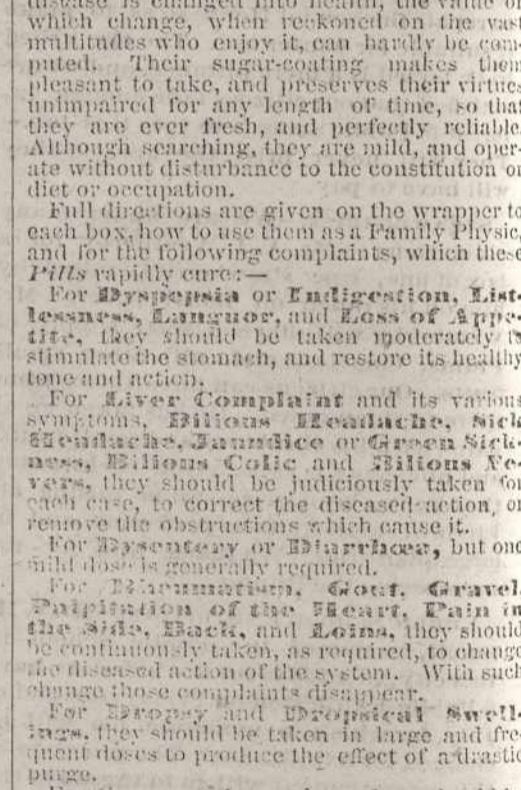 disease is changed into health, the value of
which change, when reckoned on the vast
multitudes who enjoy it, can hardly be com-
puted. Their sugar-coating makes them
pleasant to take, and preserves their virtues
unimpaired for any length of time, so that
they are ever fresh, and perfectly reliable.
Although searching, they are mild, and oper-
ate without disturbance to the constitution or
diet or occupation.
Full directions are given on the wrapper to
each box, how to use them as a Family Physic,
and for the following complaints, which these
Pills rapidly cure:—
For Dyspepsia or Indigestion, List-
lessness, Languor, and Loss of Appe-
tite, they should be taken moderately to
stimulate the stomach, and restore its healthy
tone and action.
For Liver Complaint and its various
symptoms, Bilious Headache, Sick
Headache, Jaundice or Green Sick-
ness, Bilious Colic and Bilious Fe-
vers, they should be judiciously taken for
each case, to correct the diseased action, or
remove the obstructions which cause it.
For Dysentery or Diarrhoea, but one
mild dose is generally required.
For Rheumatism, Gout, Gravel,
Palpitation of the Heart, Pain in
the Side, Back, and Loins, they should
be continuously taken, as required, to change
the diseased action of the system. With such
change those complaints disappear.
For Dropsy and Dropsical Swell-
ings, they should be taken in large and fre-
quent doses to produce the effect of a drastic
purge.